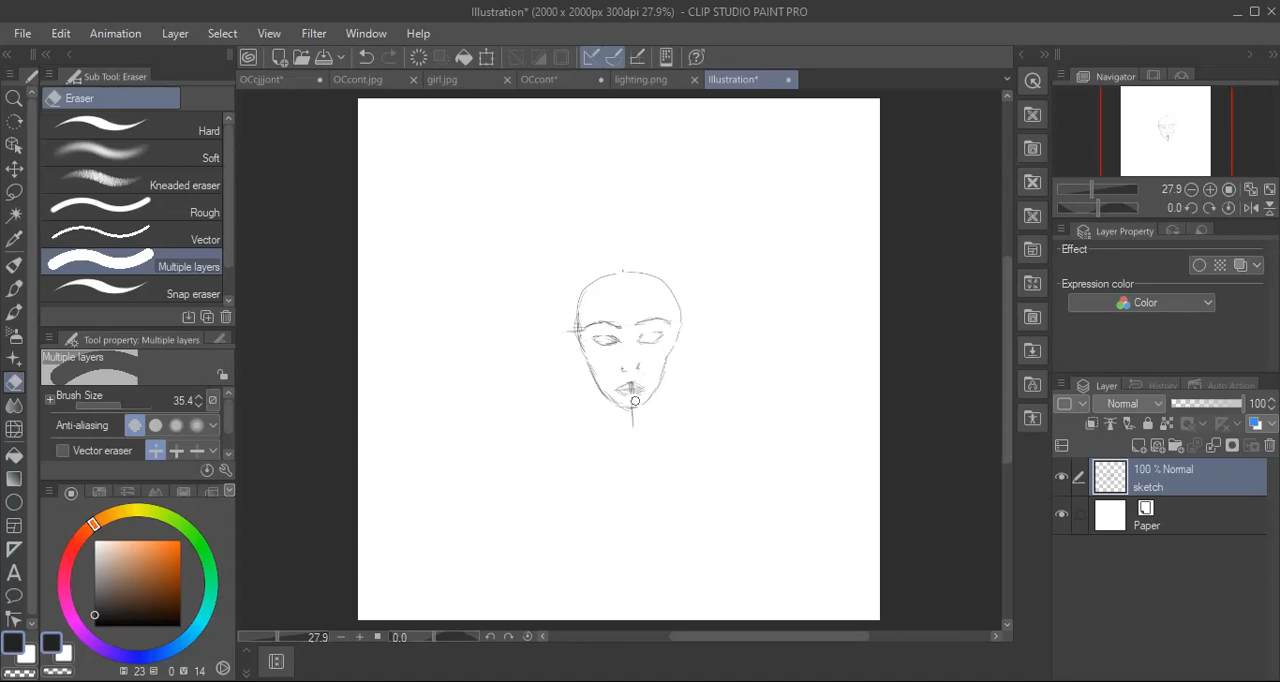 Illustration* (2000 x 2000px 300dpi 27.9%) - CLIP STUDIO PAINT PRO
File Edit Animation Layer Select View Filter Window Help
Sub Tool: Eraser
OCcjjjont* OCcont.jpg girl.jpg OCcont* lighting.png Illustration*
Navigator
Eraser
Hard
Soft
Kneaded eraser
Rough
Vector
Multiple layers
Snap eraser
27.9
0.0
Layer Property
Effect
Expression color
Color
Tool property: Multiple layers
Multiple layers
Brush Size 35.4
Anti-aliasing
Vector eraser
Layer History Auto Action
Normal 100
100 % Normal
sketch
Paper
A
27.9 0.0
23 0 14